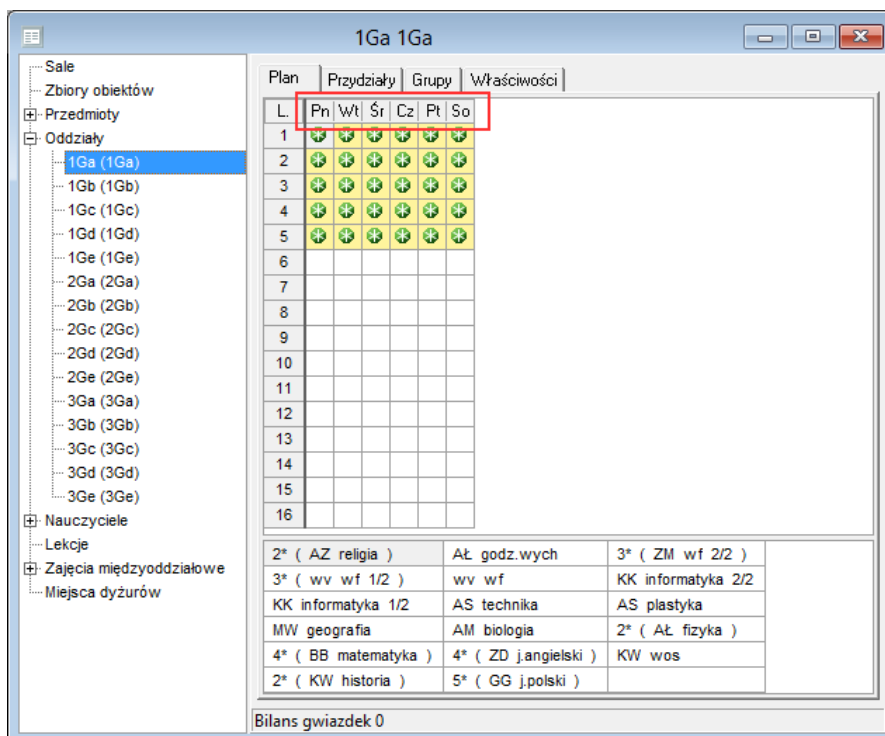 1Ga 1Ga
Sale
Zbiory obiektów
Przedmioty
Oddziały
1Ga (1Ga)
1Gb (1Gb)
1Gc (1Gc)
1Gd (1Gd)
1Ge (1Ge)
2Ga (2Ga)
2Gb (2Gb)
2Gc (2Gc)
2Gd (2Gd)
2Ge (2Ge)
3Ga (3Ga)
3Gb (3Gb)
3Gc (3Gc)
3Gd (3Gd)
3Ge (3Ge)
Nauczyciele
Lekcje
Zajęcia międzyoddziałowe
Miejsca dyżurów
Plan Przydziały Grupy Właściwości
L. Pn Wt Śr Cz Pt So
1
2
3
4
5
6
7
8
9
10
11
12
13
14
15
16
2* ( AZ religia ) AŁ godz.wych 3* ( ZM wf 2/2 )
3* ( wv wf 1/2 ) wv wf KK informatyka 2/2
KK informatyka 1/2 AS technika AS plastyka
MW geografia AM biologia 2* ( AŁ fizyka )
4* ( BB matematyka ) 4* ( ZD j.angielski ) KW wos
2* ( KW historia ) 5* ( GG j.polski )
Bilans gwiazdek 0